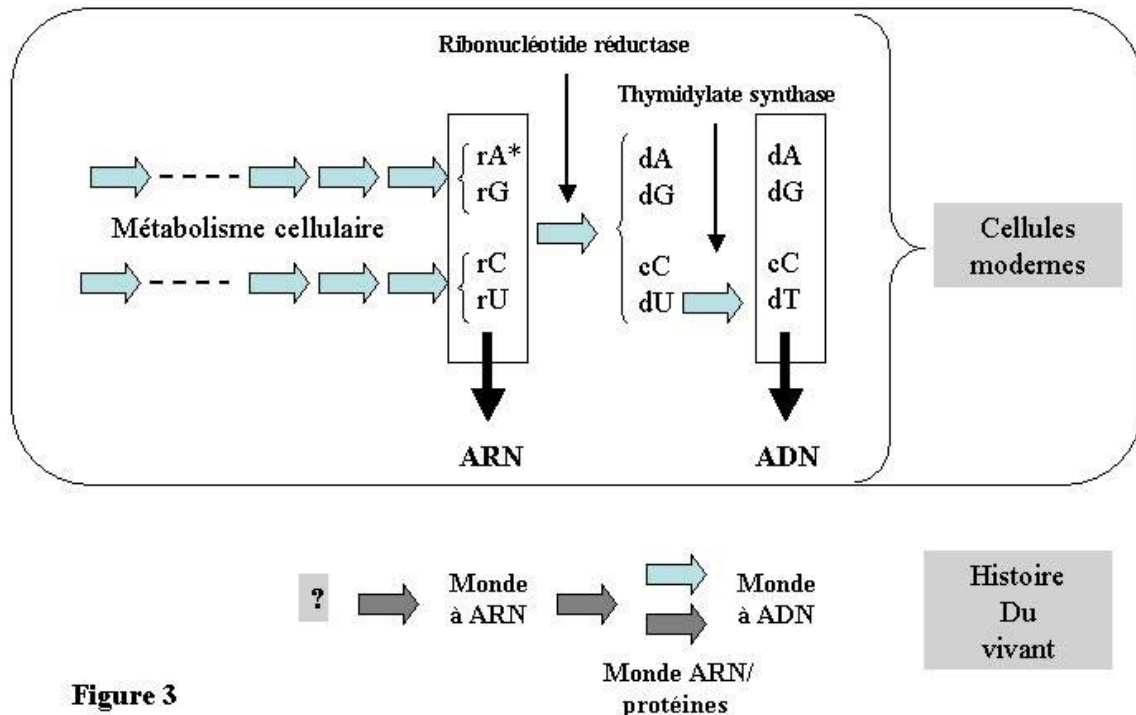 Ribonucléotide réductase
Thymidylate synthase
rA*
rG
dA
dG
dA
dG
Métabolisme cellulaire
rC
rU
cC
dU
cC
dT
Cellules
modernes
ARN
ADN
?
Monde
à ARN
Monde
à ADN
Monde ARN/
protéines
Histoire
Du
vivant
Figure 3